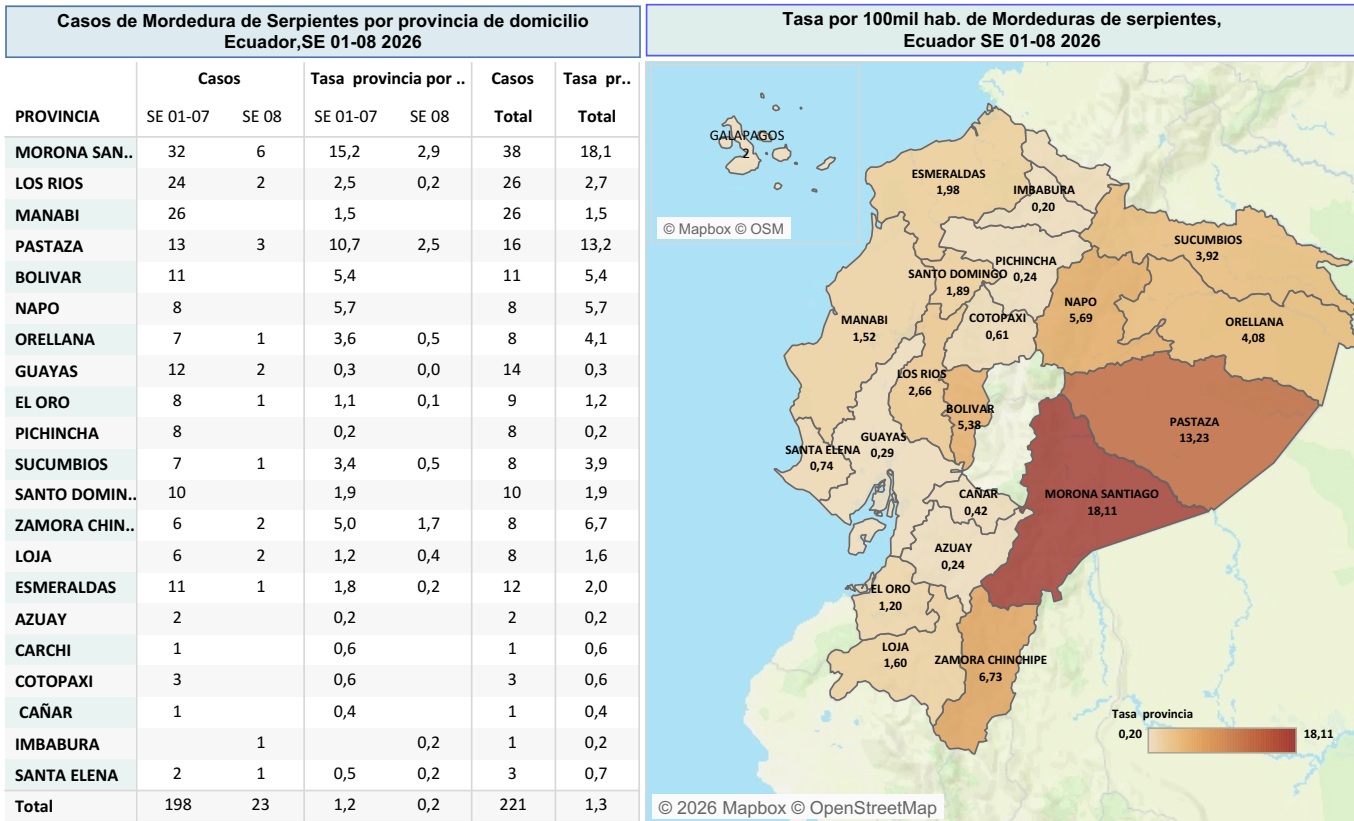 Casos de Mordedura de Serpientes por provincia de domicilio
Ecuador,SE 01-08 2026
Casos Tasa provincia por .. Casos Tasa pr..
PROVINCIA SE 01-07 SE 08 SE 01-07 SE 08 Total Total
MORONA SAN.. 32 6 15,2 2,9 38 18,1
LOS RIOS 24 2 2,5 0,2 26 2,7
MANABI 26 1,5 26 1,5
PASTAZA 13 3 10,7 2,5 16 13,2
BOLIVAR 11 5,4 11 5,4
NAPO 8 5,7 8 5,7
ORELLANA 7 1 3,6 0,5 8 4,1
GUAYAS 12 2 0,3 0,0 14 0,3
EL ORO 8 1 1,1 0,1 9 1,2
PICHINCHA 8 0,2 8 0,2
SUCUMBIOS 7 1 3,4 0,5 8 3,9
SANTO DOMIN.. 10 1,9 10 1,9
ZAMORA CHIN.. 6 2 5,0 1,7 8 6,7
LOJA 6 2 1,2 0,4 8 1,6
ESMERALDAS 11 1 1,8 0,2 12 2,0
AZUAY 2 0,2 2 0,2
CARCHI 1 0,6 1 0,6
COTOPAXI 3 0,6 3 0,6
CAÑAR 1 0,4 1 0,4
IMBABURA 1 0,2 1 0,2
SANTA ELENA 2 1 0,5 0,2 3 0,7
Total 198 23 1,2 0,2 221 1,3
Tasa por 100mil hab. de Mordeduras de serpientes,
Ecuador SE 01-08 2026
GALAPAGOS
2
© Mapbox © OSM
ESMERALDAS
1,98
IMBABURA
0,20
SUCUMBIOS
3,92
PICHINCHA
0,24
SANTO DOMINGO
1,89
NAPO
5,69
COTOPAXI
0,61
MANABI
1,52
ORELLANA
4,08
LOS RIOS
2,66
BOLIVAR
5,38
PASTAZA
13,23
GUAYAS
0,29
SANTA ELENA
0,74
CAÑAR
0,42
MORONA SANTIAGO
18,11
AZUAY
0,24
EL ORO
1,20
LOJA
1,60
ZAMORA CHINCHIPE
6,73
Tasa provincia
0,20 18,11
© 2026 Mapbox © OpenStreetMap